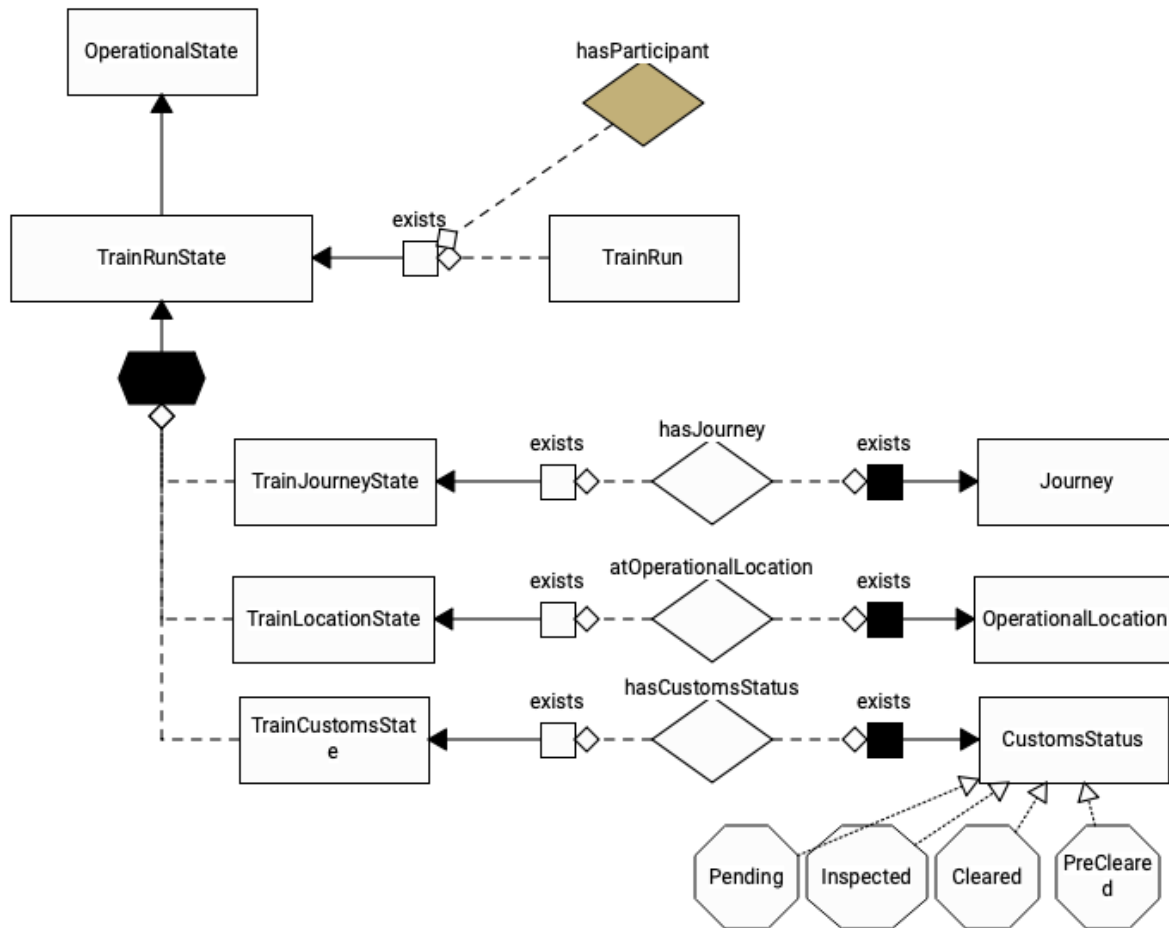 OperationalState
hasParticipant
exists
TrainRunState
TrainRun
hasJourney
exists
exists
TrainJourneyState
Journey
atOperationalLocation
exists
exists
TrainLocationState
OperationalLocation
hasCustomsStatus
exists
exists
TrainCustomsStat
e
CustomsStatus
Pending
Inspected
Cleared
PreCleare
d